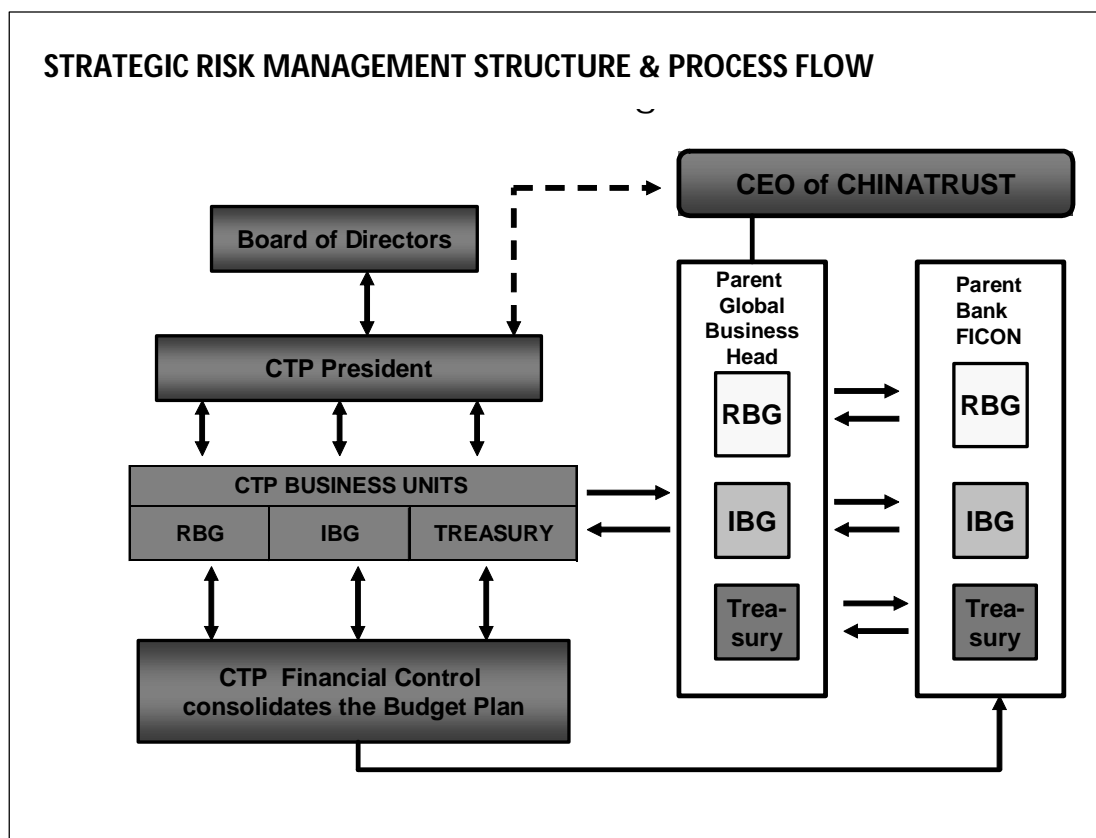 STRATEGIC RISK MANAGEMENT STRUCTURE & PROCESS FLOW
CEO of CHINATRUST
Board of Directors
CTP President
CTP BUSINESS UNITS
RBG
IBG
TREASURY
CTP Financial Control
consolidates the Budget Plan
Parent
Global
Business
Head
RBG
IBG
Trea-
sury
Parent
Bank
FICON
RBG
IBG
Trea-
sury